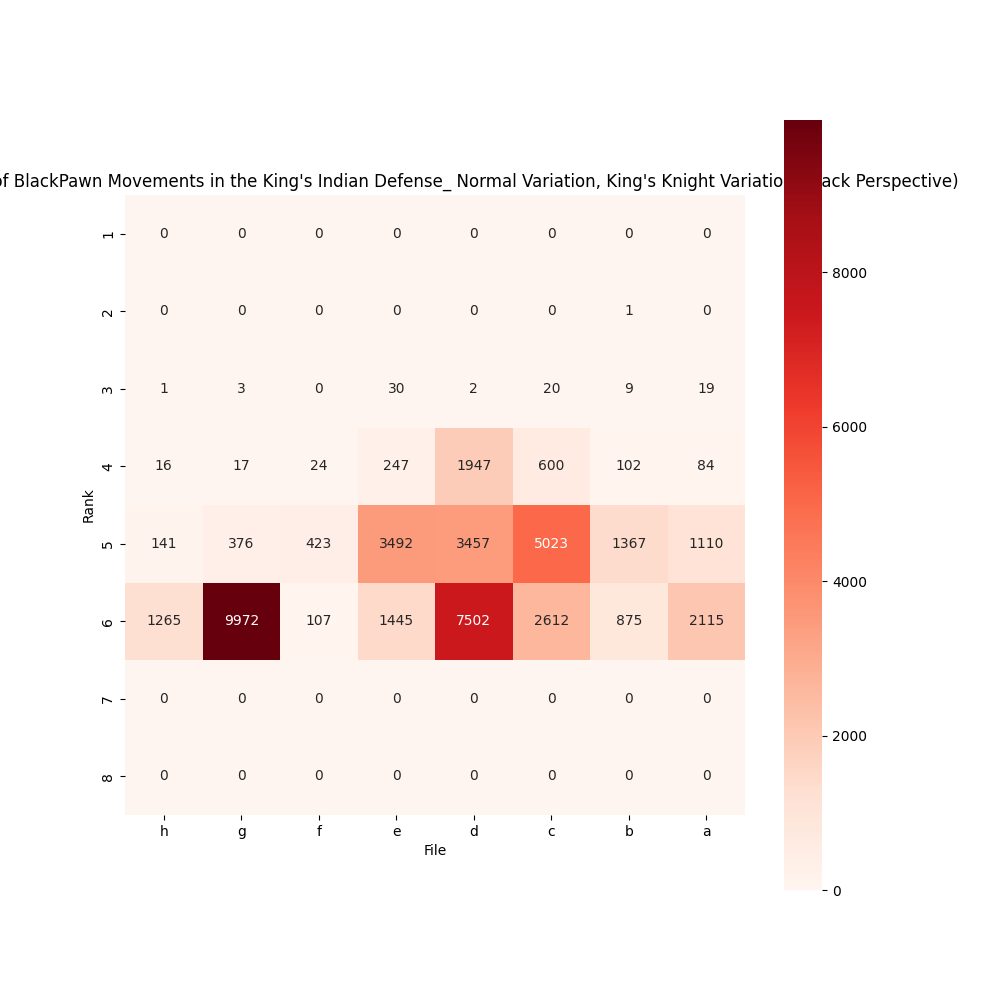 of BlackPawn Movements in the King's Indian Defense_ Normal Variation, King's Knight Variatio ack Perspective)
1 0 0 0 0 0 0 0 0
2 0 0 0 0 0 0 1 0
3 1 3 0 30 2 20 9 19
4 16 17 24 247 1947 600 102 84
5 141 376 423 3492 3457 5023 1367 1110
6 1265 9972 107 1445 7502 2612 875 2115
7 0 0 0 0 0 0 0 0
8 0 0 0 0 0 0 0 0
h g f e d c b a
File
Rank
8000
6000
4000
2000
0